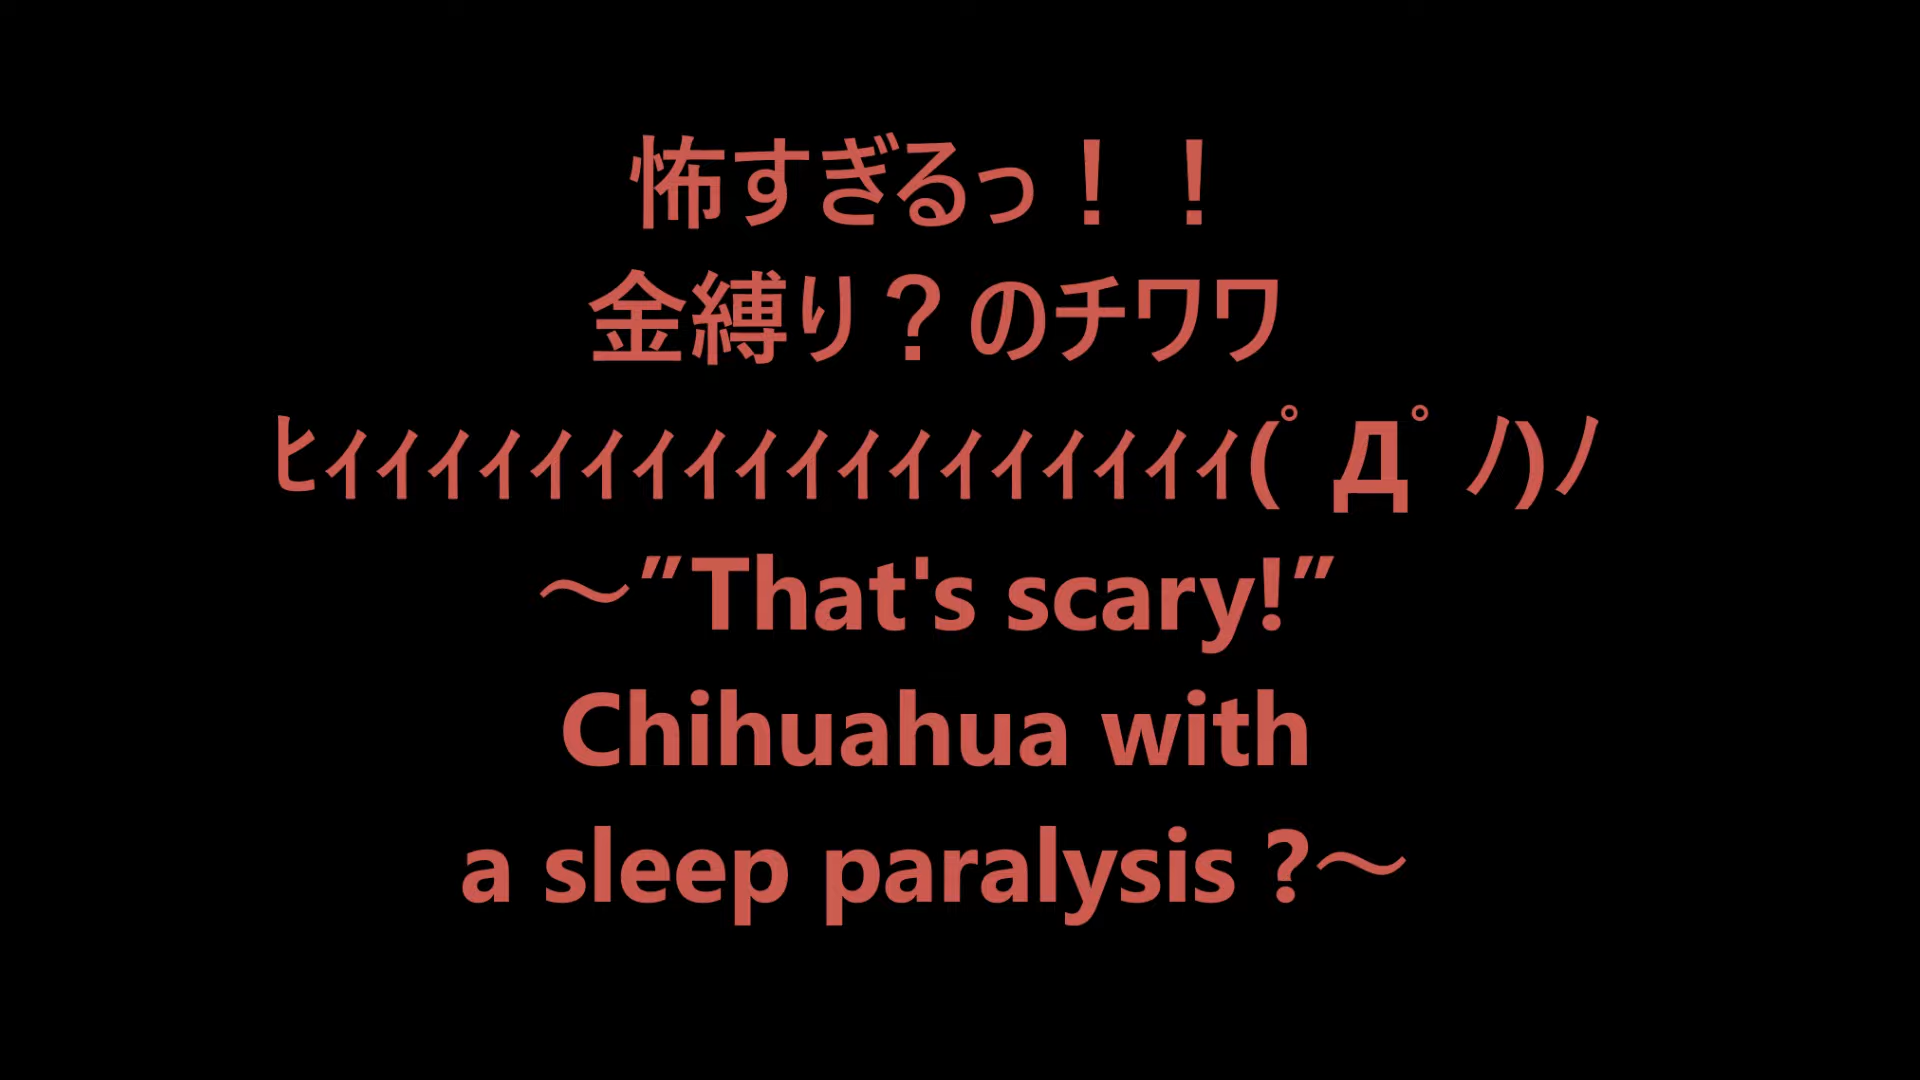 怖すぎるっ！！
金縛り？のチワワ
ﾋｨｨｨｨｨｨｨｨｨｨｨｨｨｨｨｨｨｨ(ﾟДﾟﾉ)ﾉ
～”That's scary!”
Chihuahua with
a sleep paralysis ?～